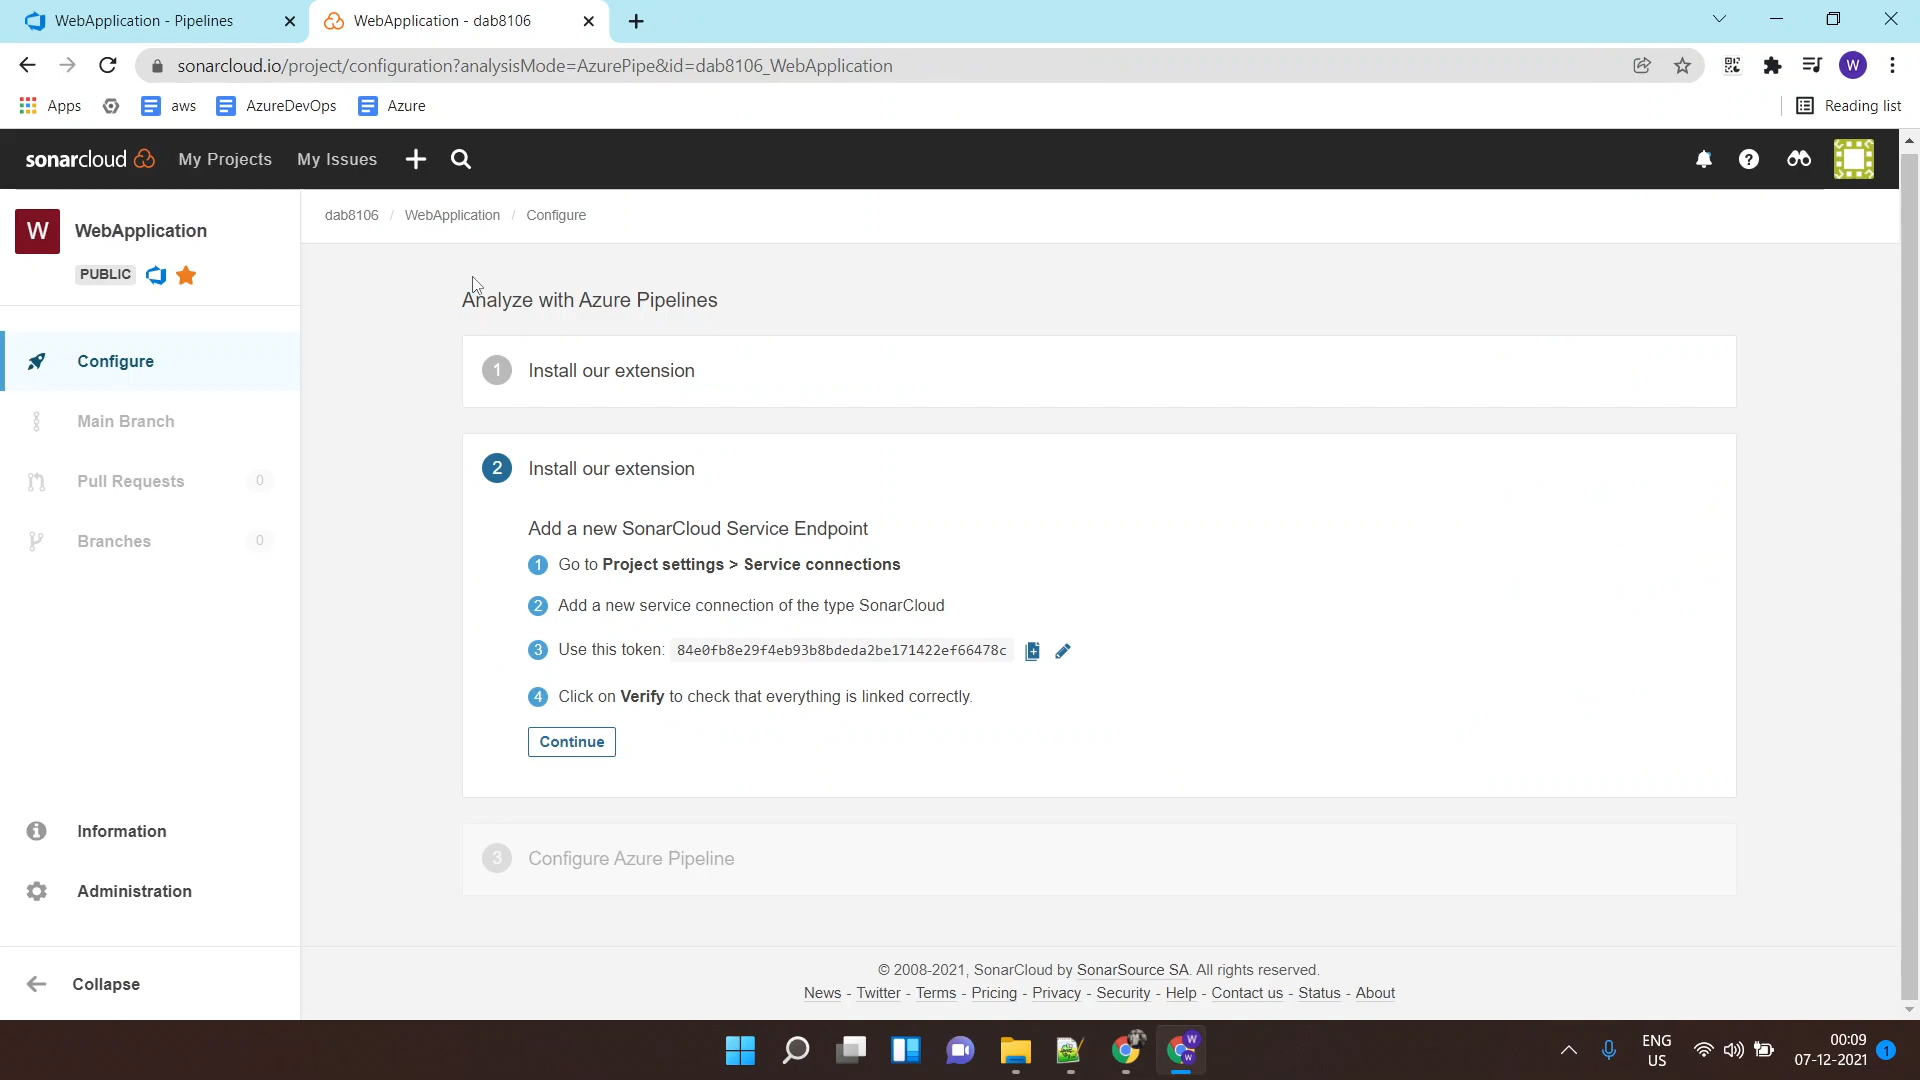 WebApplication - Pipelines
WebApplication - dab8106
sonarcloud.io/project/configuration?analysisMode=AzurePipe&id=dab8106_WebApplication
W
Apps
aws
AzureDevOps
Azure
Reading list
sonarcloud
My Projects
My Issues
W
WebApplication
PUBLIC
dab8106 / WebApplication / Configure
Configure
Main Branch
Pull Requests 0
Branches 0
Information
Administration
Collapse
Analyze with Azure Pipelines
1 Install our extension
2 Install our extension
Add a new SonarCloud Service Endpoint
1 Go to Project settings > Service connections
2 Add a new service connection of the type SonarCloud
3 Use this token: 84e0fb8e29f4eb93b8bdeda2be171422ef66478c
4 Click on Verify to check that everything is linked correctly.
Continue
3 Configure Azure Pipeline
© 2008-2021, SonarCloud by SonarSource SA. All rights reserved.
News - Twitter - Terms - Pricing - Privacy - Security - Help - Contact us - Status - About
ENG
US
00:09
07-12-2021
1